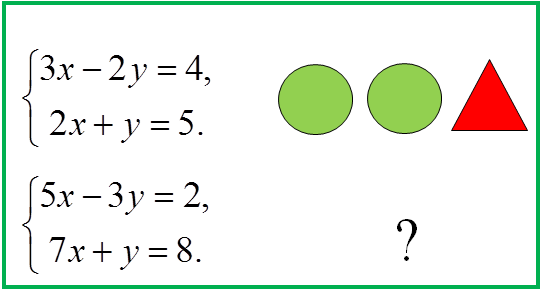 3x − 2y = 4,
2x + y = 5.
5x − 3y = 2,
7x + y = 8.
?